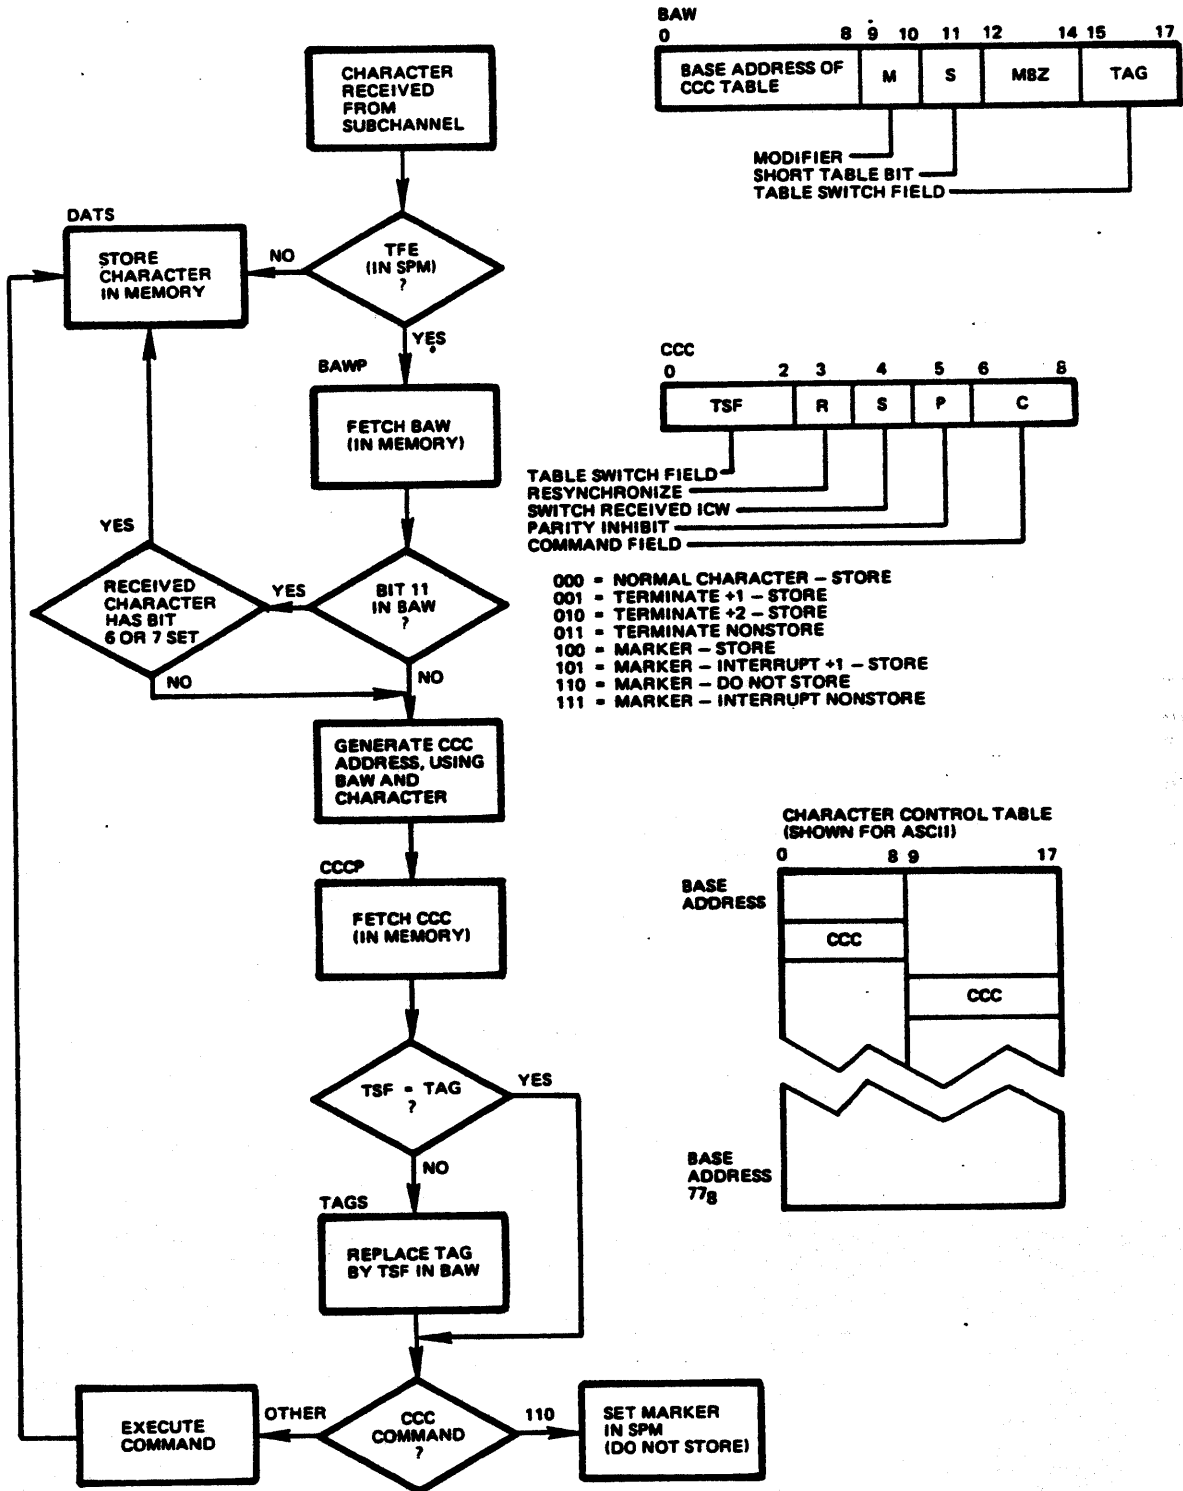 BAW
0 8 9 10 11 12 14 15 17
BASE ADDRESS OF
CCC TABLE
M
S
MBZ
TAG
MODIFIER
SHORT TABLE BIT
TABLE SWITCH FIELD
CHARACTER
RECEIVED
FROM
SUBCHANNEL
DATS
STORE
CHARACTER
IN MEMORY
NO
TFE
(IN SPM)
?
YES
BAWP
FETCH BAW
(IN MEMORY)
CCC
0 2 3 4 5 6 8
TSF
R
S
P
C
TABLE SWITCH FIELD
RESYNCHRONIZE
SWITCH RECEIVED ICW
PARITY INHIBIT
COMMAND FIELD
000 = NORMAL CHARACTER – STORE
001 = TERMINATE +1 – STORE
010 = TERMINATE +2 – STORE
011 = TERMINATE NONSTORE
100 = MARKER – STORE
101 = MARKER – INTERRUPT +1 – STORE
110 = MARKER – DO NOT STORE
111 = MARKER – INTERRUPT NONSTORE
YES
RECEIVED
CHARACTER
HAS BIT
6 OR 7 SET
YES
BIT 11
IN BAW
?
NO
NO
GENERATE CCC
ADDRESS, USING
BAW AND
CHARACTER
CCCP
FETCH CCC
(IN MEMORY)
CHARACTER CONTROL TABLE
(SHOWN FOR ASCII)
0 8 9 17
BASE
ADDRESS
CCC
CCC
BASE
ADDRESS
77₈
TSF = TAG
?
YES
NO
TAGS
REPLACE TAG
BY TSF IN BAW
EXECUTE
COMMAND
OTHER
CCC
COMMAND
?
110
SET MARKER
IN SPM
(DO NOT STORE)